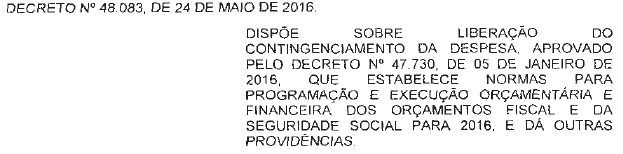 DECRETO Nº 48.083, DE 24 DE MAIO DE 2016.
DISPÕE SOBRE LIBERAÇÃO DO
CONTINGENCIAMENTO DA DESPESA, APROVADO
PELO DECRETO Nº 47.730, DE 05 DE JANEIRO DE
2016, QUE ESTABELECE NORMAS PARA
PROGRAMAÇÃO E EXECUÇÃO ORÇAMENTÁRIA E
FINANCEIRA DOS ORÇAMENTOS FISCAL E DA
SEGURIDADE SOCIAL PARA 2016, E DÁ OUTRAS
PROVIDÊNCIAS.